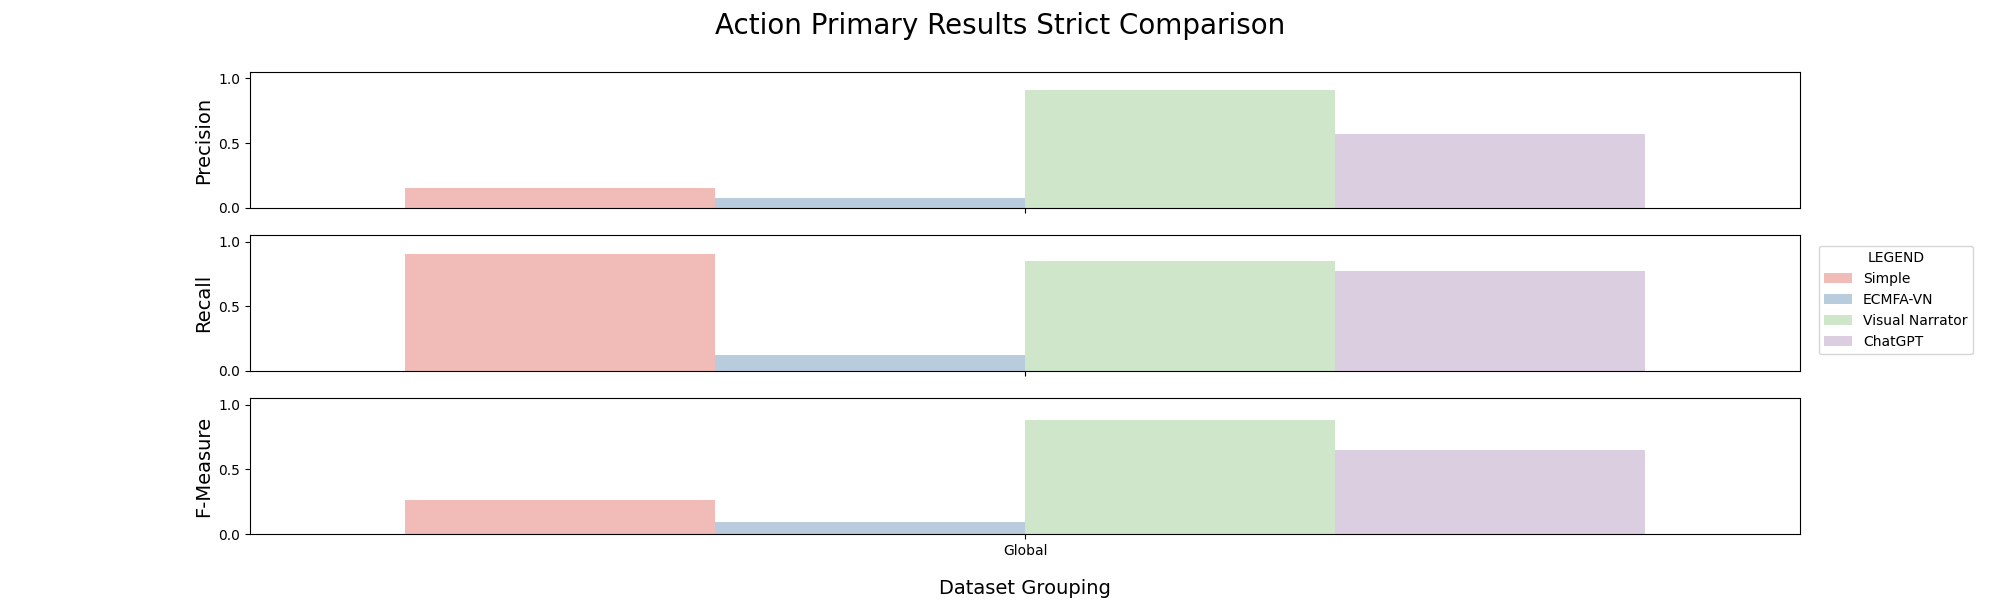 Action Primary Results Strict Comparison
1.0
0.5
0.0
Precision
1.0
0.5
0.0
Recall
LEGEND
Simple
ECMFA-VN
Visual Narrator
ChatGPT
1.0
0.5
0.0
F-Measure
Global
Dataset Grouping